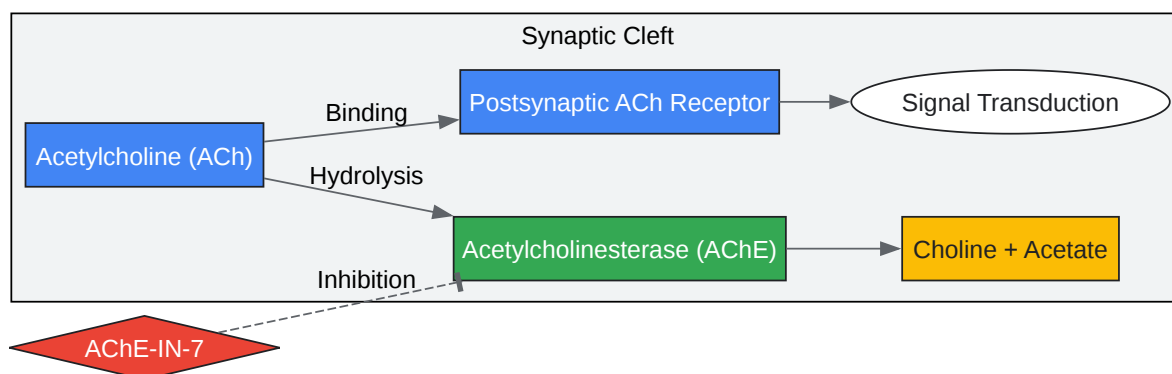 Synaptic Cleft
Postsynaptic ACh Receptor
Signal Transduction
Binding
Acetylcholine (ACh)
Hydrolysis
Acetylcholinesterase (AChE)
Choline + Acetate
Inhibition
AChE-IN-7